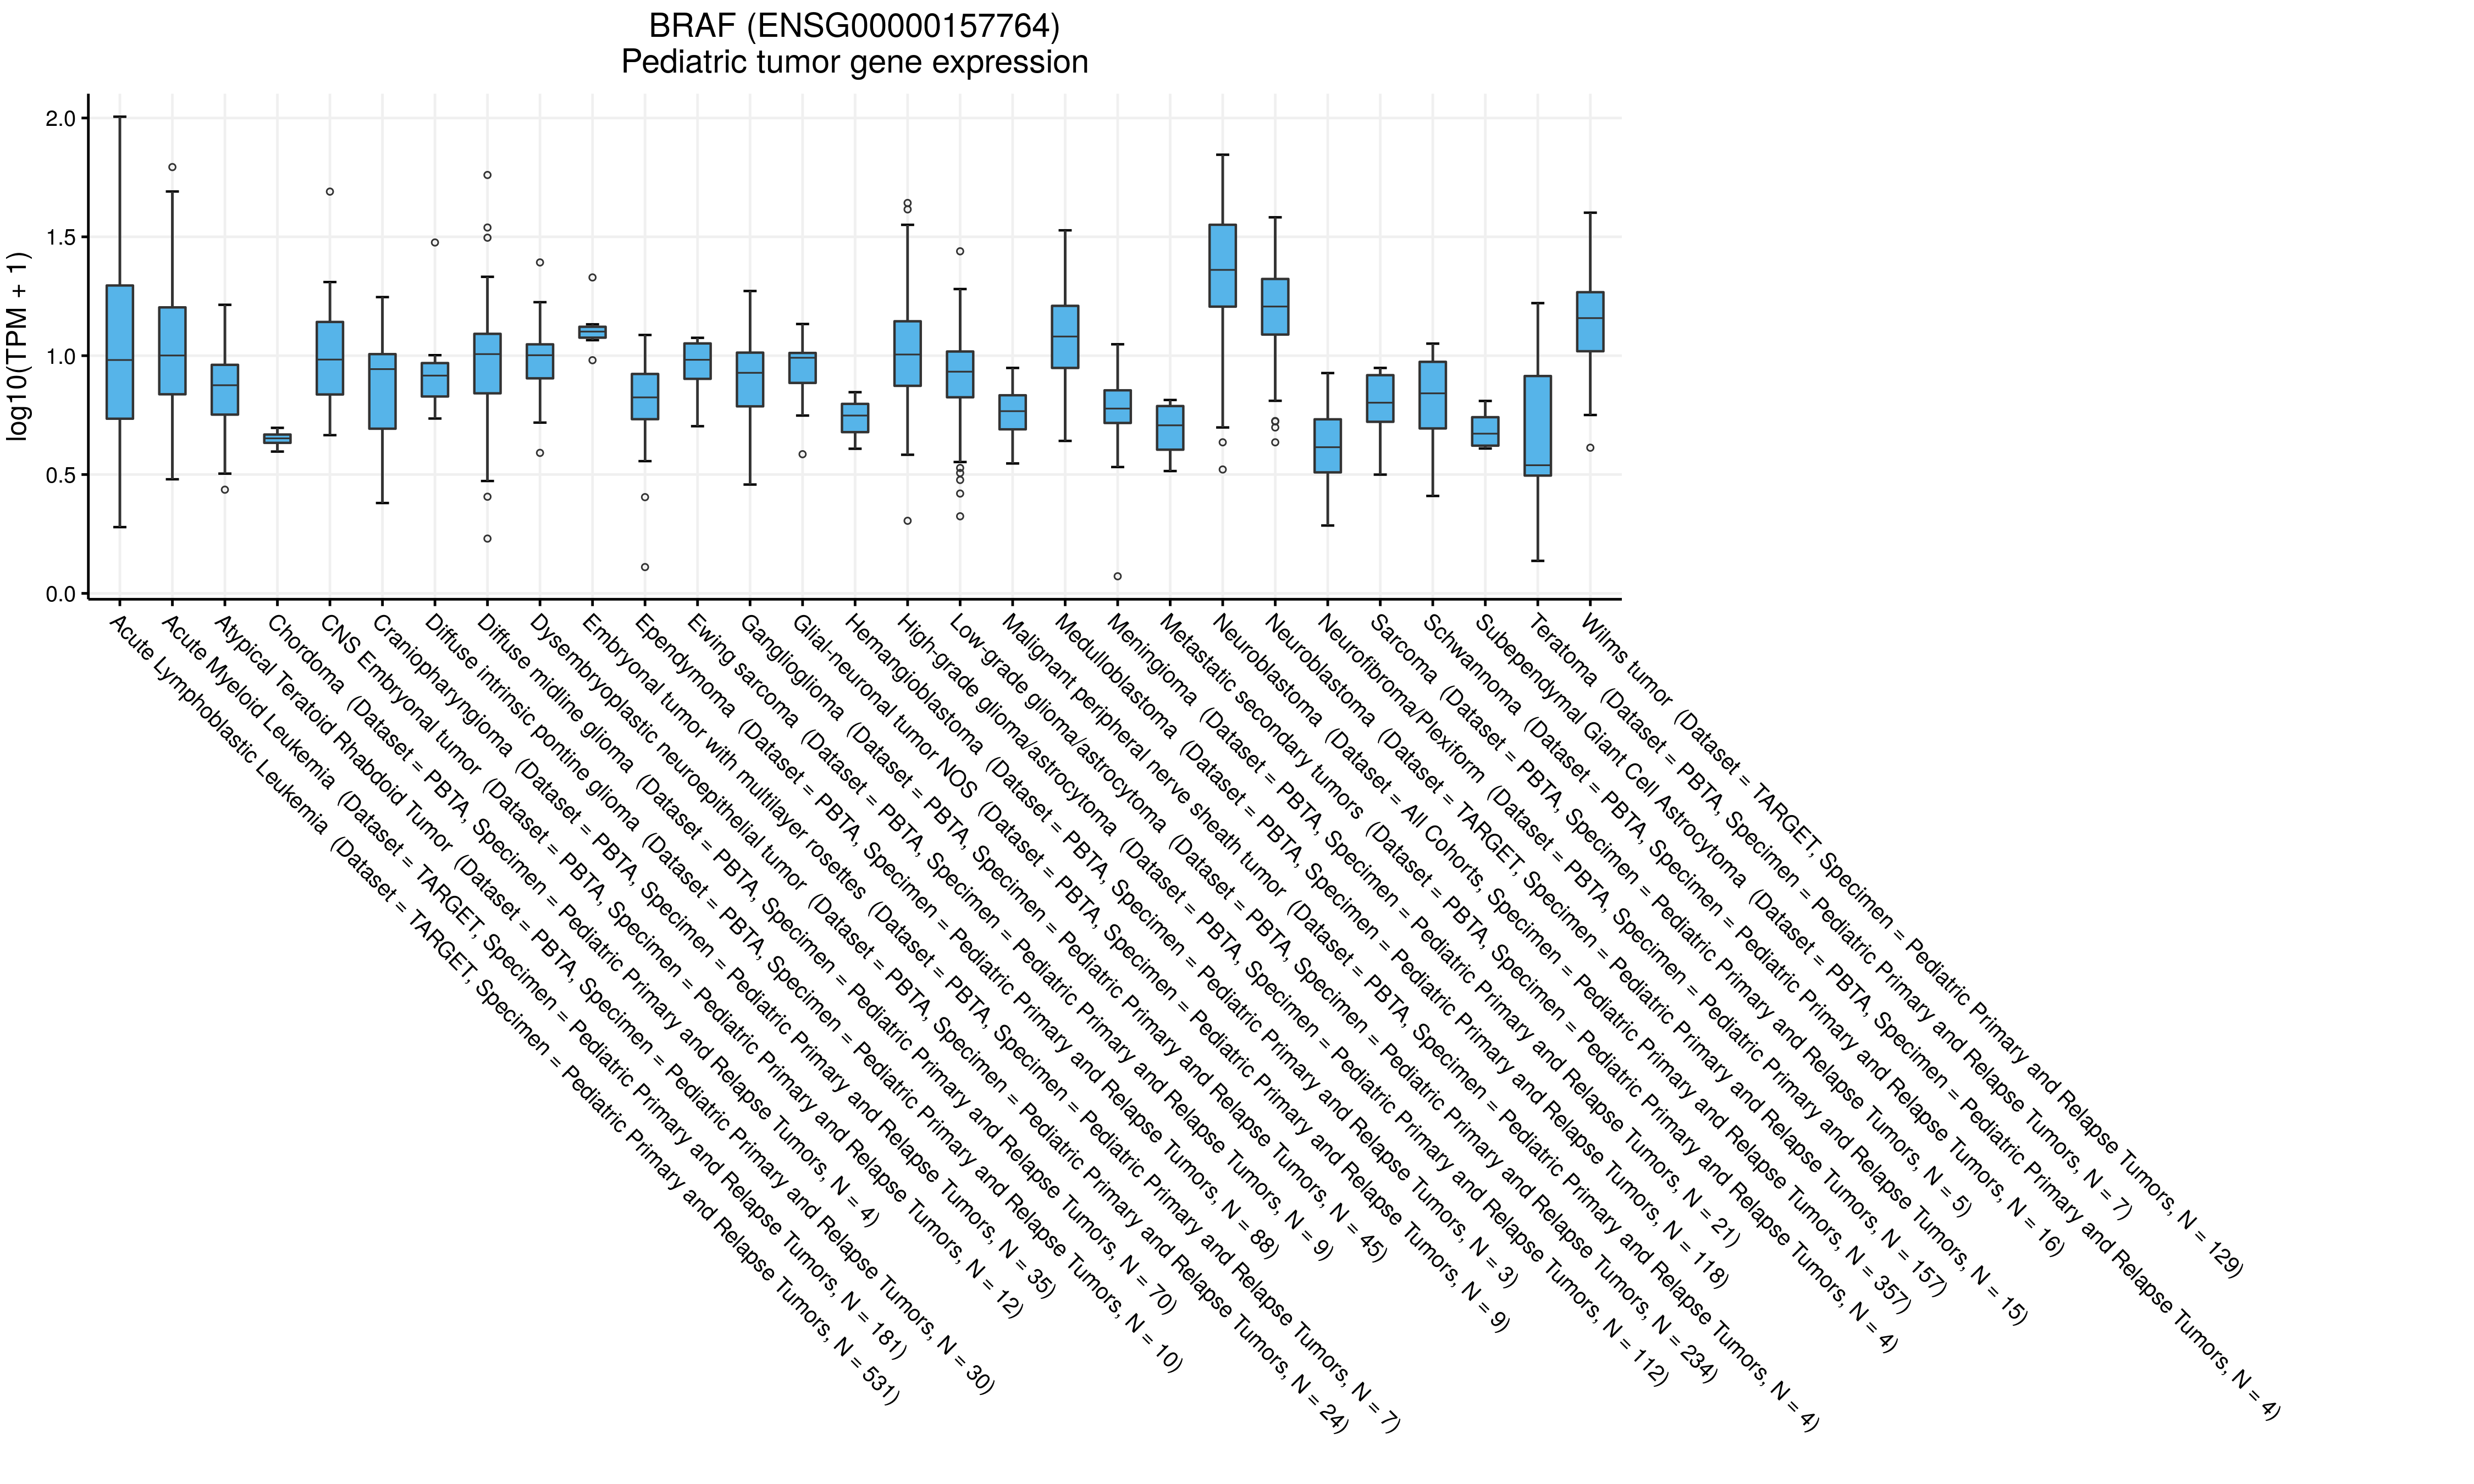 BRAF (ENSG00000157764)
Pediatric tumor gene expression
log10(TPM + 1)
2.0
1.5
1.0
0.5
0.0
Acute Lymphoblastic Leukemia (Dataset = TARGET, Specimen = Pediatric Primary and Relapse Tumors, N = 531)
Acute Myeloid Leukemia (Dataset = TARGET, Specimen = Pediatric Primary and Relapse Tumors, N = 181)
Atypical Teratoid Rhabdoid Tumor (Dataset = PBTA, Specimen = Pediatric Primary and Relapse Tumors, N = 30)
Chordoma (Dataset = PBTA, Specimen = Pediatric Primary and Relapse Tumors, N = 4)
CNS Embryonal tumor (Dataset = PBTA, Specimen = Pediatric Primary and Relapse Tumors, N = 12)
Craniopharyngioma (Dataset = PBTA, Specimen = Pediatric Primary and Relapse Tumors, N = 35)
Diffuse intrinsic pontine glioma (Dataset = PBTA, Specimen = Pediatric Primary and Relapse Tumors, N = 10)
Diffuse midline glioma (Dataset = PBTA, Specimen = Pediatric Primary and Relapse Tumors, N = 70)
Dysembryoplastic neuroepithelial tumor (Dataset = PBTA, Specimen = Pediatric Primary and Relapse Tumors, N = 24)
Embryonal tumor with multilayer rosettes (Dataset = PBTA, Specimen = Pediatric Primary and Relapse Tumors, N = 7)
Ependymoma (Dataset = PBTA, Specimen = Pediatric Primary and Relapse Tumors, N = 88)
Ewing sarcoma (Dataset = PBTA, Specimen = Pediatric Primary and Relapse Tumors, N = 9)
Ganglioglioma (Dataset = PBTA, Specimen = Pediatric Primary and Relapse Tumors, N = 45)
Glial-neuronal tumor NOS (Dataset = PBTA, Specimen = Pediatric Primary and Relapse Tumors, N = 9)
Hemangioblastoma (Dataset = PBTA, Specimen = Pediatric Primary and Relapse Tumors, N = 3)
High-grade glioma/astrocytoma (Dataset = PBTA, Specimen = Pediatric Primary and Relapse Tumors, N = 112)
Low-grade glioma/astrocytoma (Dataset = PBTA, Specimen = Pediatric Primary and Relapse Tumors, N = 234)
Malignant peripheral nerve sheath tumor (Dataset = PBTA, Specimen = Pediatric Primary and Relapse Tumors, N = 4)
Medulloblastoma (Dataset = PBTA, Specimen = Pediatric Primary and Relapse Tumors, N = 118)
Meningioma (Dataset = PBTA, Specimen = Pediatric Primary and Relapse Tumors, N = 21)
Metastatic secondary tumors (Dataset = PBTA, Specimen = Pediatric Primary and Relapse Tumors, N = 4)
Neuroblastoma (Dataset = All Cohorts, Specimen = Pediatric Primary and Relapse Tumors, N = 357)
Neuroblastoma (Dataset = TARGET, Specimen = Pediatric Primary and Relapse Tumors, N = 157)
Neurofibroma/Plexiform (Dataset = PBTA, Specimen = Pediatric Primary and Relapse Tumors, N = 15)
Sarcoma (Dataset = PBTA, Specimen = Pediatric Primary and Relapse Tumors, N = 5)
Schwannoma (Dataset = PBTA, Specimen = Pediatric Primary and Relapse Tumors, N = 16)
Subependymal Giant Cell Astrocytoma (Dataset = PBTA, Specimen = Pediatric Primary and Relapse Tumors, N = 4)
Teratoma (Dataset = PBTA, Specimen = Pediatric Primary and Relapse Tumors, N = 7)
Wilms tumor (Dataset = TARGET, Specimen = Pediatric Primary and Relapse Tumors, N = 129)